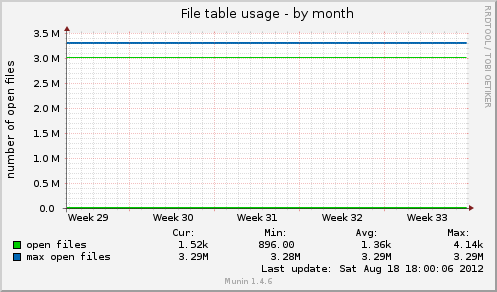 File table usage - by month
RRDTOOL / TOBI OETIKER
number of open files
3.5 M
3.0 M
2.5 M
2.0 M
1.5 M
1.0 M
0.5 M
0.0
Week 29 Week 30 Week 31 Week 32 Week 33
Cur: Min: Avg: Max:
open files 1.52k 896.00 1.36k 4.14k
max open files 3.29M 3.28M 3.29M 3.29M
Last update: Sat Aug 18 18:00:06 2012
Munin 1.4.6